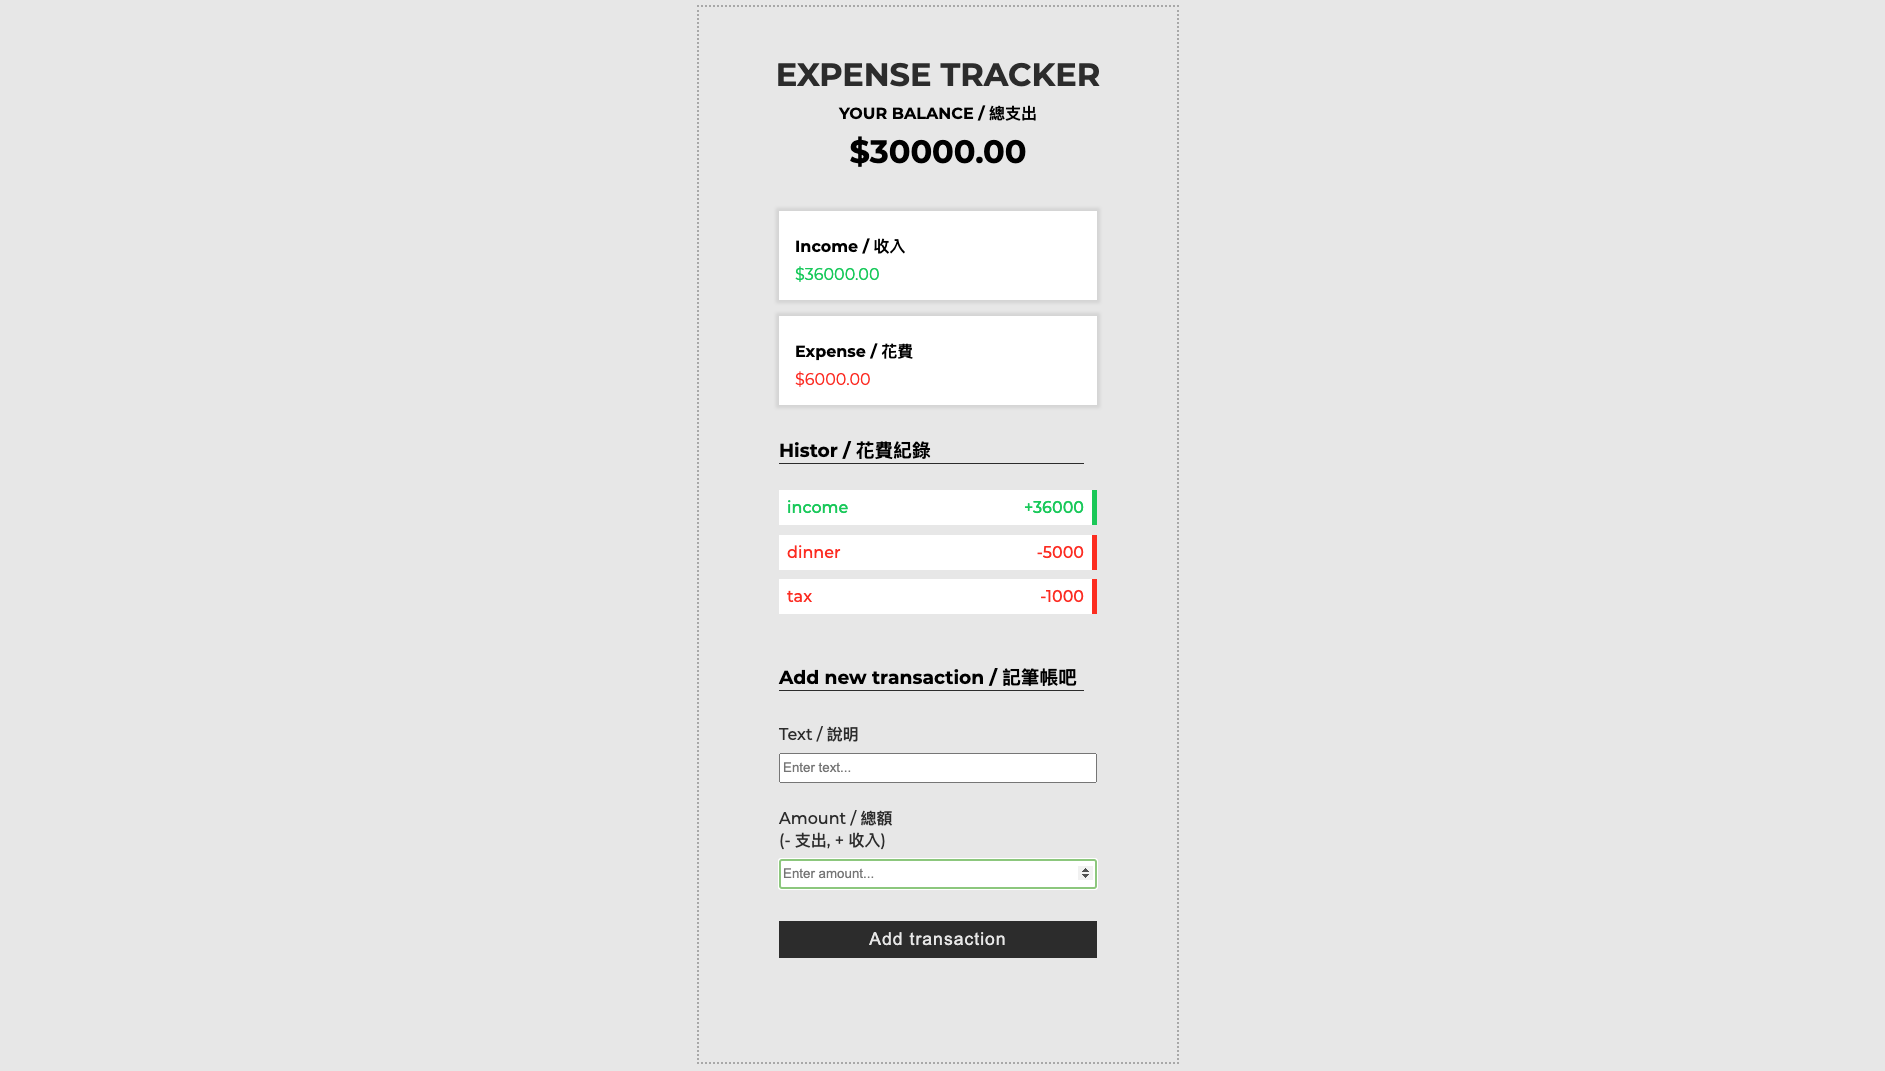 EXPENSE TRACKER
YOUR BALANCE / 總支出
$30000.00
Income / 收入
$36000.00
Expense / 花費
$6000.00
Histor / 花費紀錄
income +36000
dinner -5000
tax -1000
Add new transaction / 記筆帳吧
Text / 說明
Enter text...
Amount / 總額
(- 支出, + 收入)
Enter amount...
Add transaction